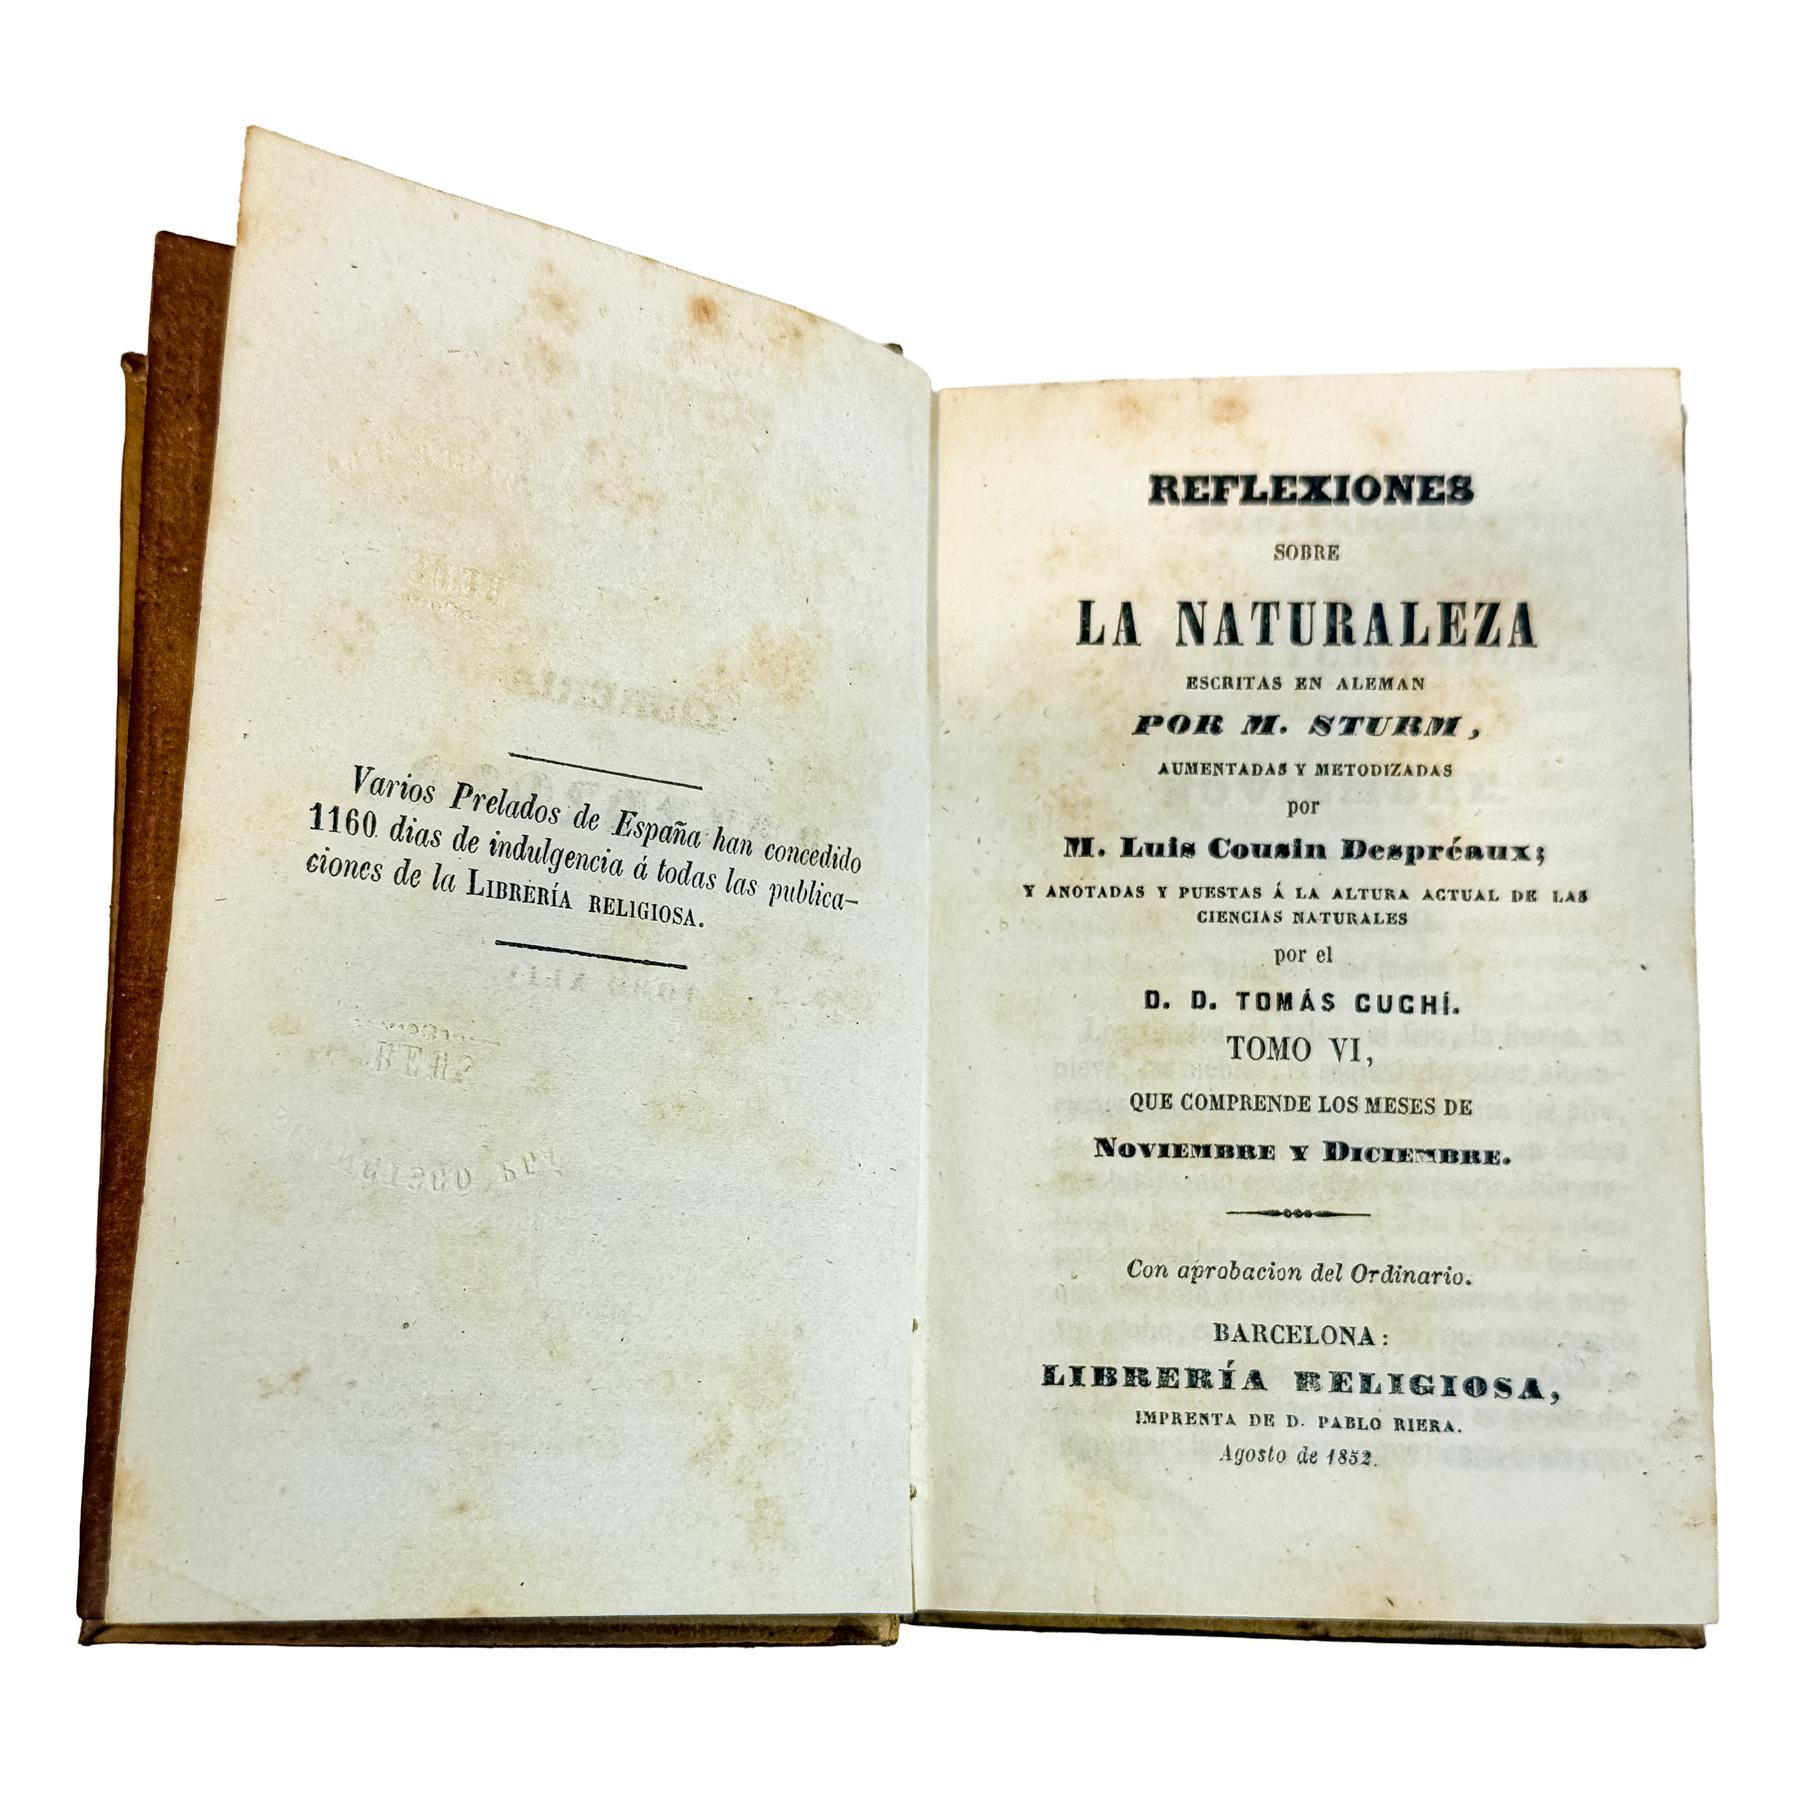 Varios Prelados de España han concedido
1160 dias de indulgencia á todas las publica-
ciones de la LIBRERÍA RELIGIOSA.
REFLEXIONES
SOBRE
LA NATURALEZA
ESCRITAS EN ALEMAN
POR M. STURM,
AUMENTADAS Y METODIZADAS
por
M. Luis Cousin Despréaux;
Y ANOTADAS Y PUESTAS Á LA ALTURA ACTUAL DE LAS
CIENCIAS NATURALES
por el
D. D. TOMÁS CUCHÍ.
TOMO VI,
QUE COMPRENDE LOS MESES DE
NOVIEMBRE Y DICIEMBRE.
Con aprobacion del Ordinario.
BARCELONA:
LIBRERÍA RELIGIOSA,
IMPRENTA DE D. PABLO RIERA.
Agosto de 1852.